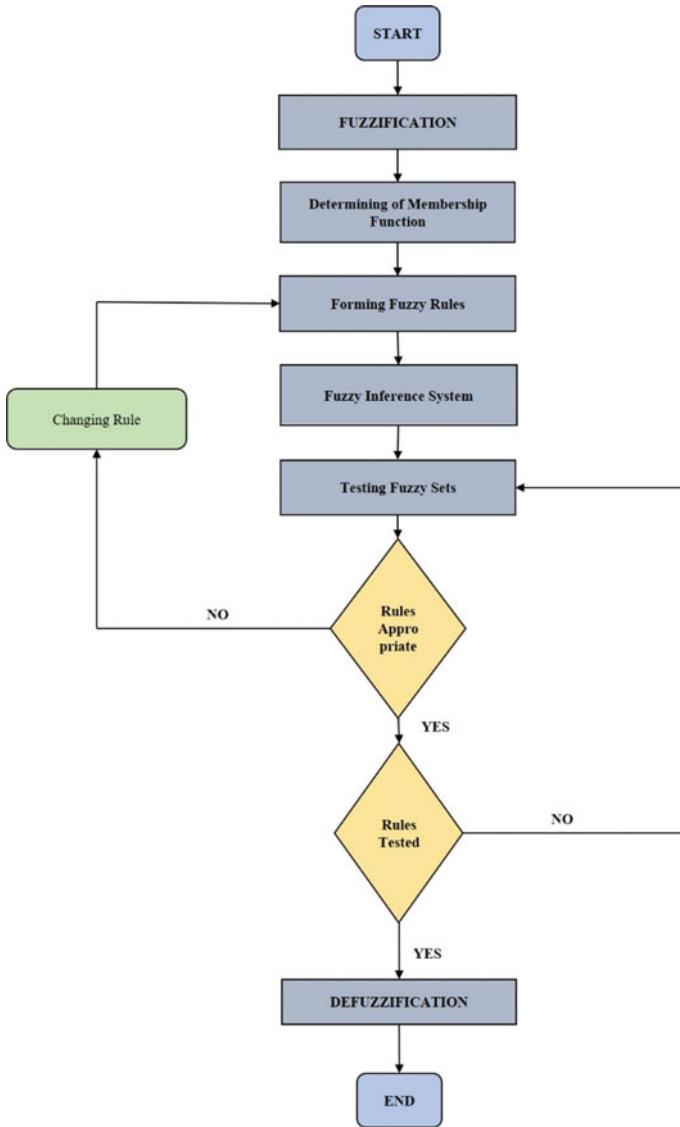 START
FUZZIFICATION
Determining of Membership
Function
Forming Fuzzy Rules
Fuzzy Inference System
Changing Rule
Testing Fuzzy Sets
NO
Rules
Appro
priate
YES
Rules
Tested
NO
YES
DEFUZZIFICATION
END